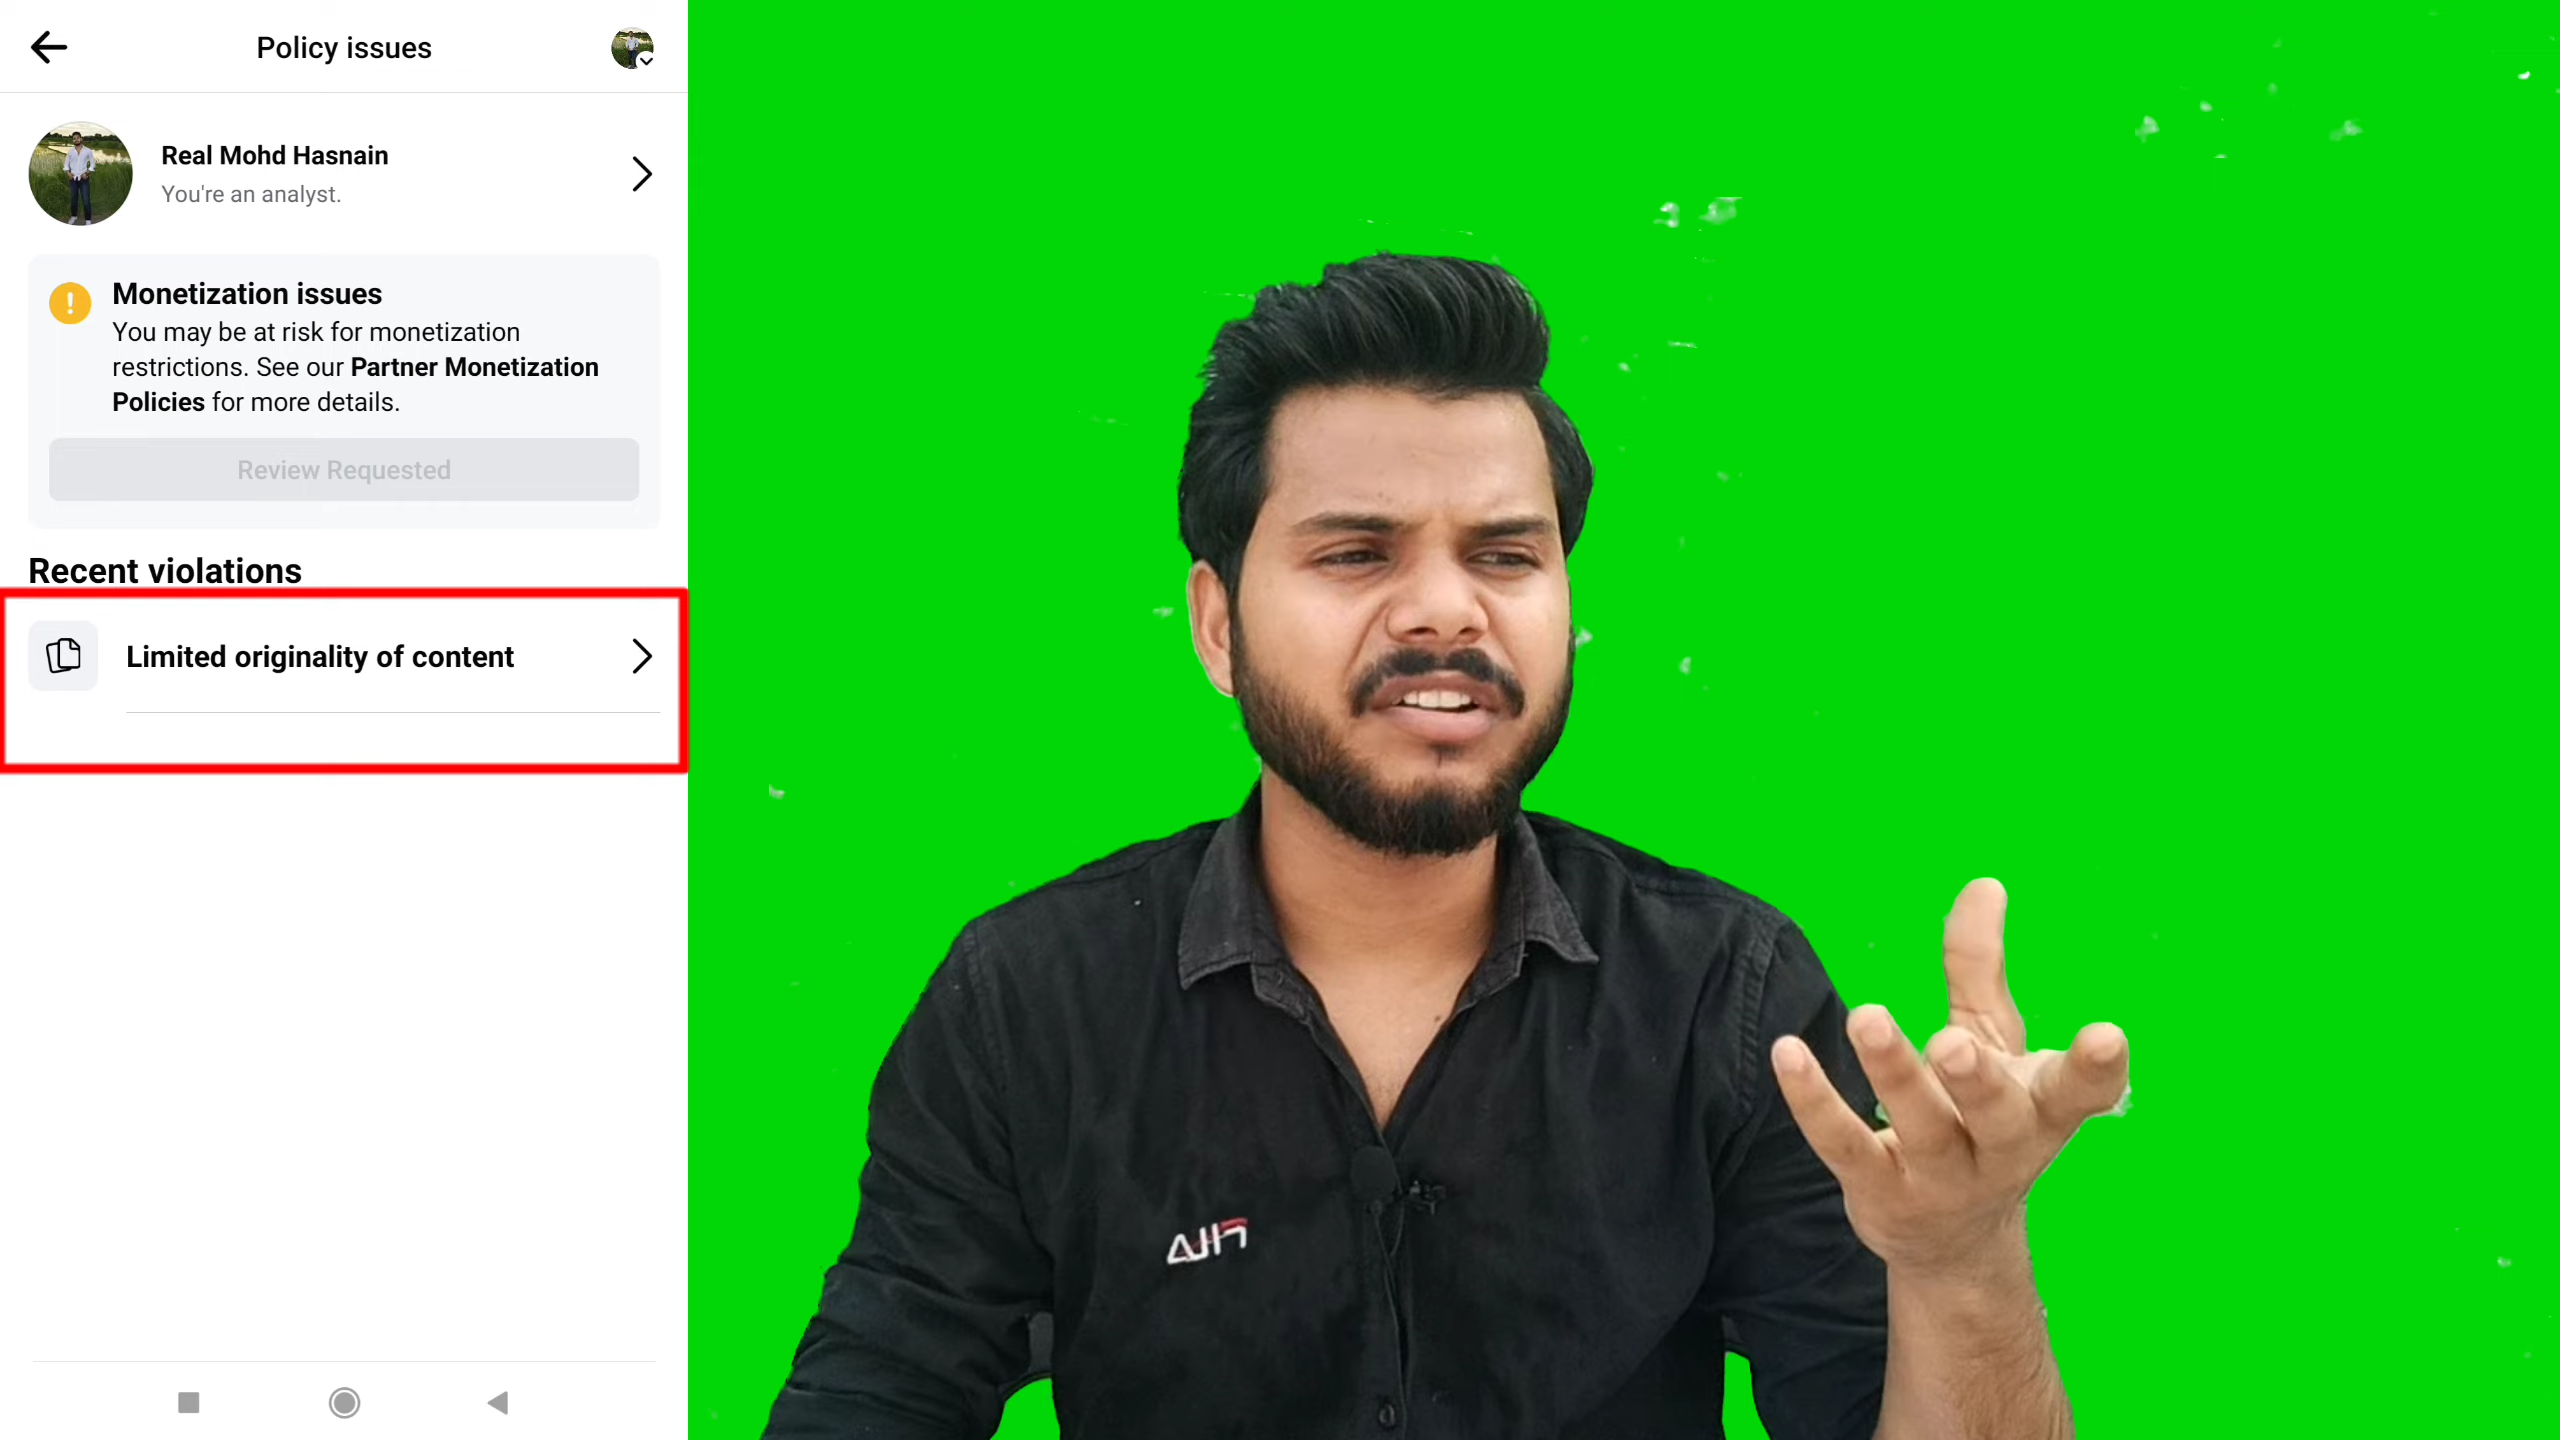 Policy issues
Real Mohd Hasnain
You're an analyst.
Monetization issues
You may be at risk for monetization
restrictions. See our Partner Monetization
Policies for more details.
Review Requested
Recent violations
Limited originality of content